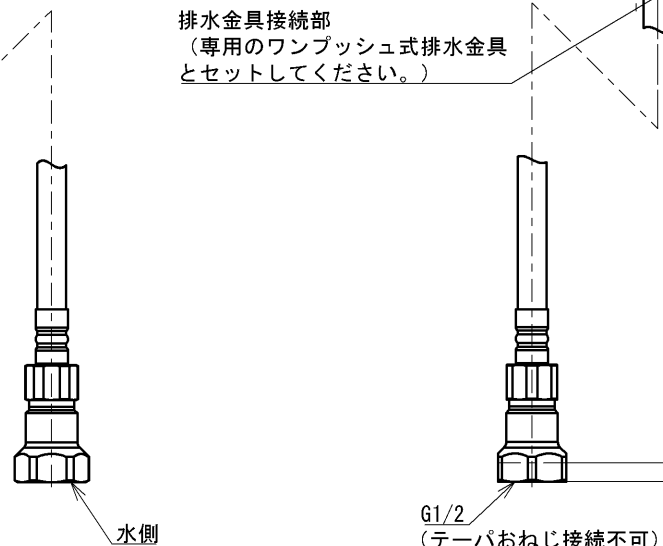 排水金具接続部
（専用のワンプッシュ式排水金具
とセットしてください。）
水側
G1/2
(テーパおねじ接続不可)